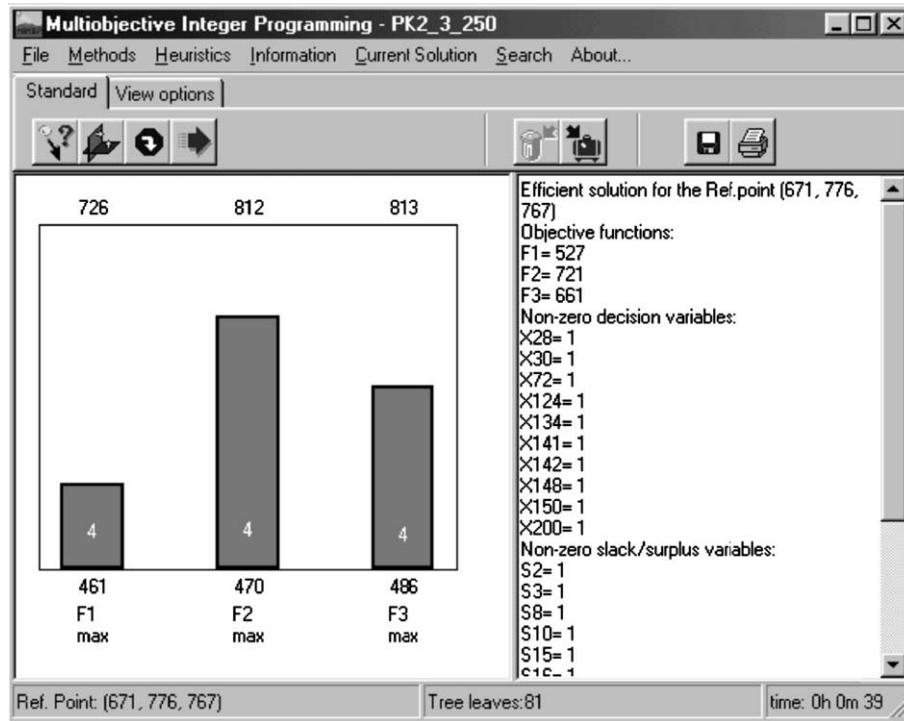 Multiobjective Integer Programming - PK2_3_250
File Methods Heuristics Information Current Solution Search About...
Standard View options
726 812 813
4 4 4
461 470 486
F1 F2 F3
max max max
Efficient solution for the Ref.point (671, 776,
767)
Objective functions:
F1= 527
F2= 721
F3= 661
Non-zero decision variables:
X28= 1
X30= 1
X72= 1
X124= 1
X134= 1
X141= 1
X142= 1
X148= 1
X150= 1
X200= 1
Non-zero slack/surplus variables:
S2= 1
S3= 1
S8= 1
S10= 1
S15= 1
S16= 1
Ref. Point: (671, 776, 767) Tree leaves:81 time: 0h 0m 39